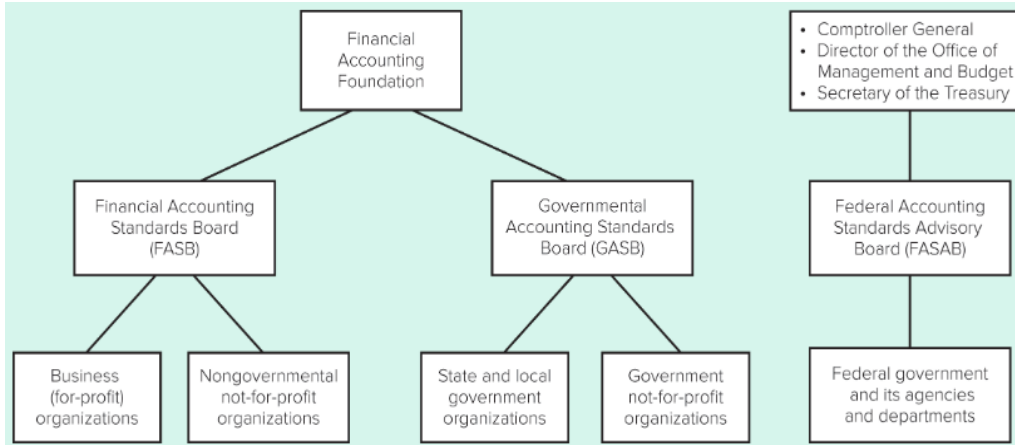 Financial
Accounting
Foundation
• Comptroller General
• Director of the Office of
Management and Budget
• Secretary of the Treasury
Financial Accounting
Standards Board
(FASB)
Governmental
Accounting Standards
Board (GASB)
Federal Accounting
Standards Advisory
Board (FASAB)
Business
(for-profit)
organizations
Nongovernmental
not-for-profit
organizations
State and local
government
organizations
Government
not-for-profit
organizations
Federal government
and its agencies
and departments